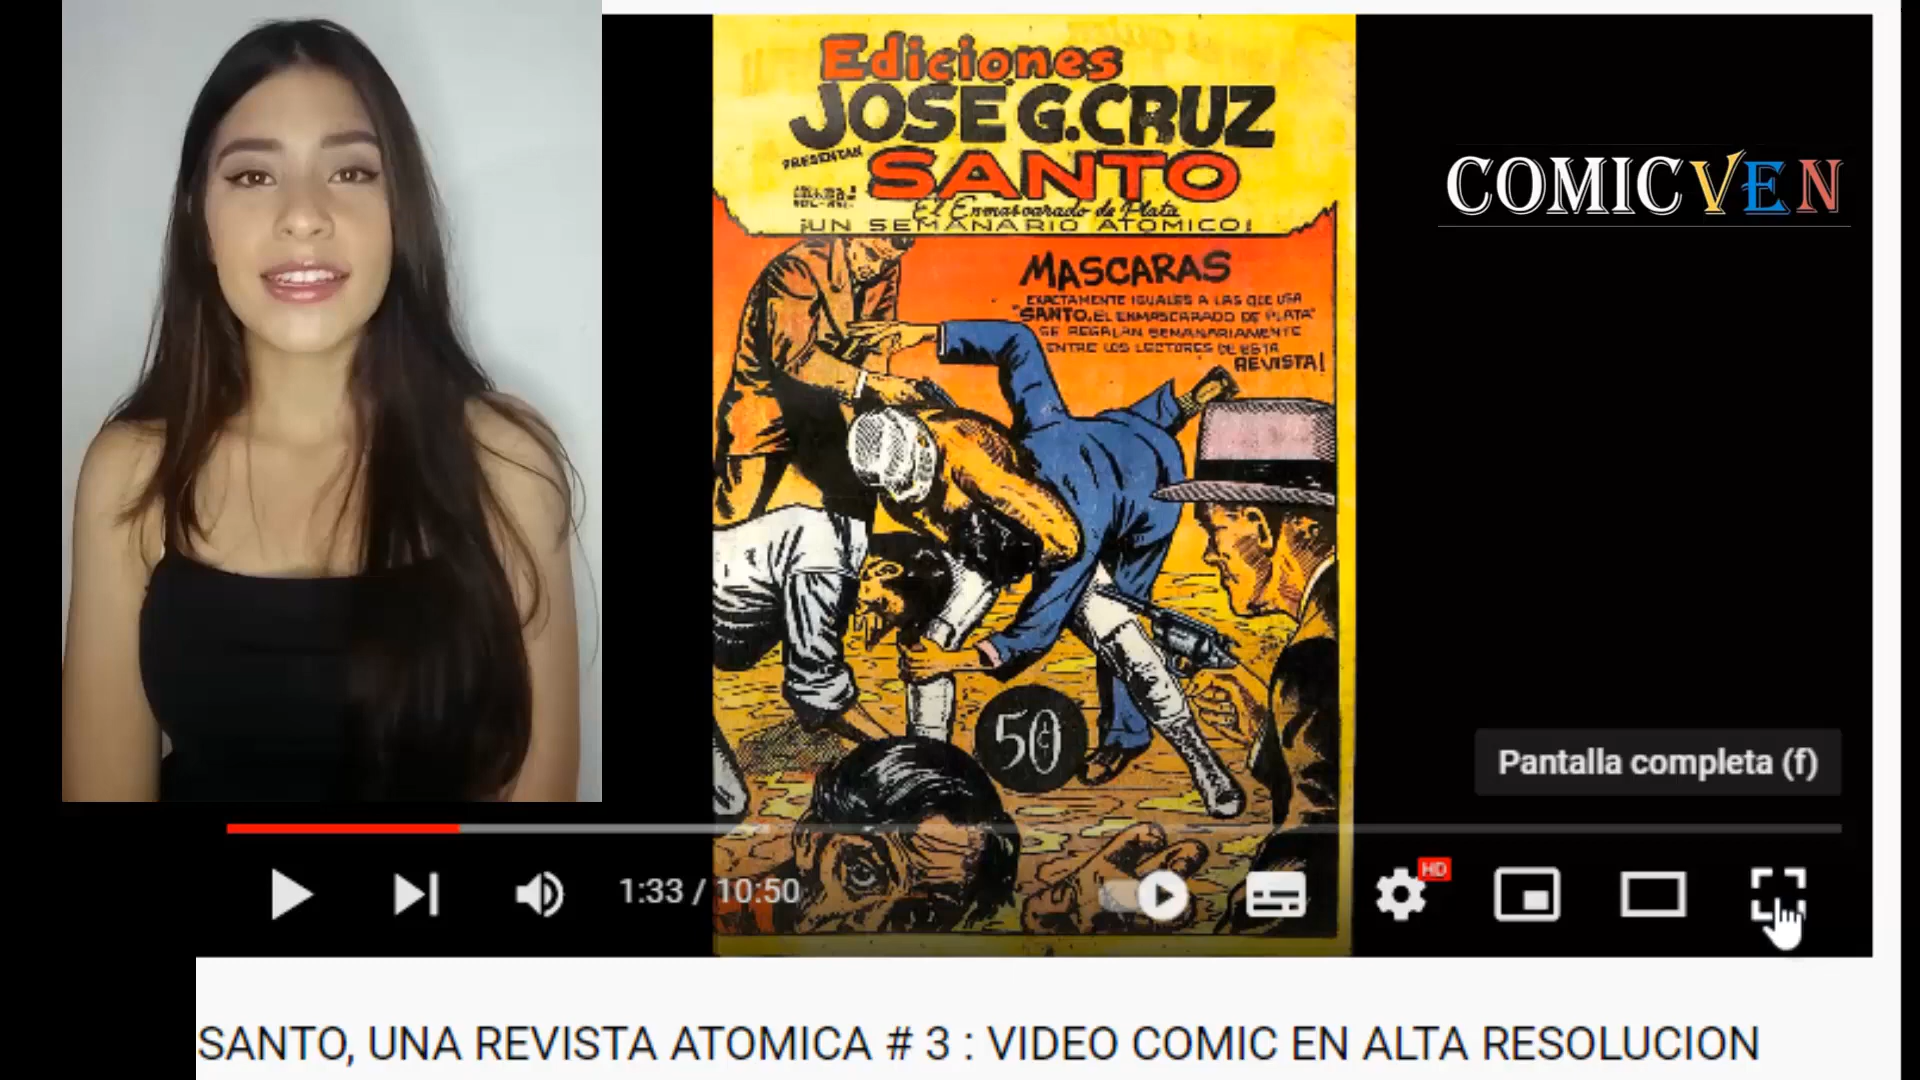 Ediciones
JOSE G. CRUZ
PRESENTAN
SANTO
El Enmascarado de Plata
¡UN SEMANARIO ATOMICO!
MASCARAS
EXACTAMENTE IGUALES A LAS QUE USA
"SANTO, EL ENMASCARADO DE PLATA"
SE REGALAN SEMANARIAMENTE
ENTRE LOS LECTORES DE ESTA
REVISTA!
50¢
COMICVEN
Pantalla completa (f)
1:33 / 10:50
HD
SANTO, UNA REVISTA ATOMICA # 3 : VIDEO COMIC EN ALTA RESOLUCION